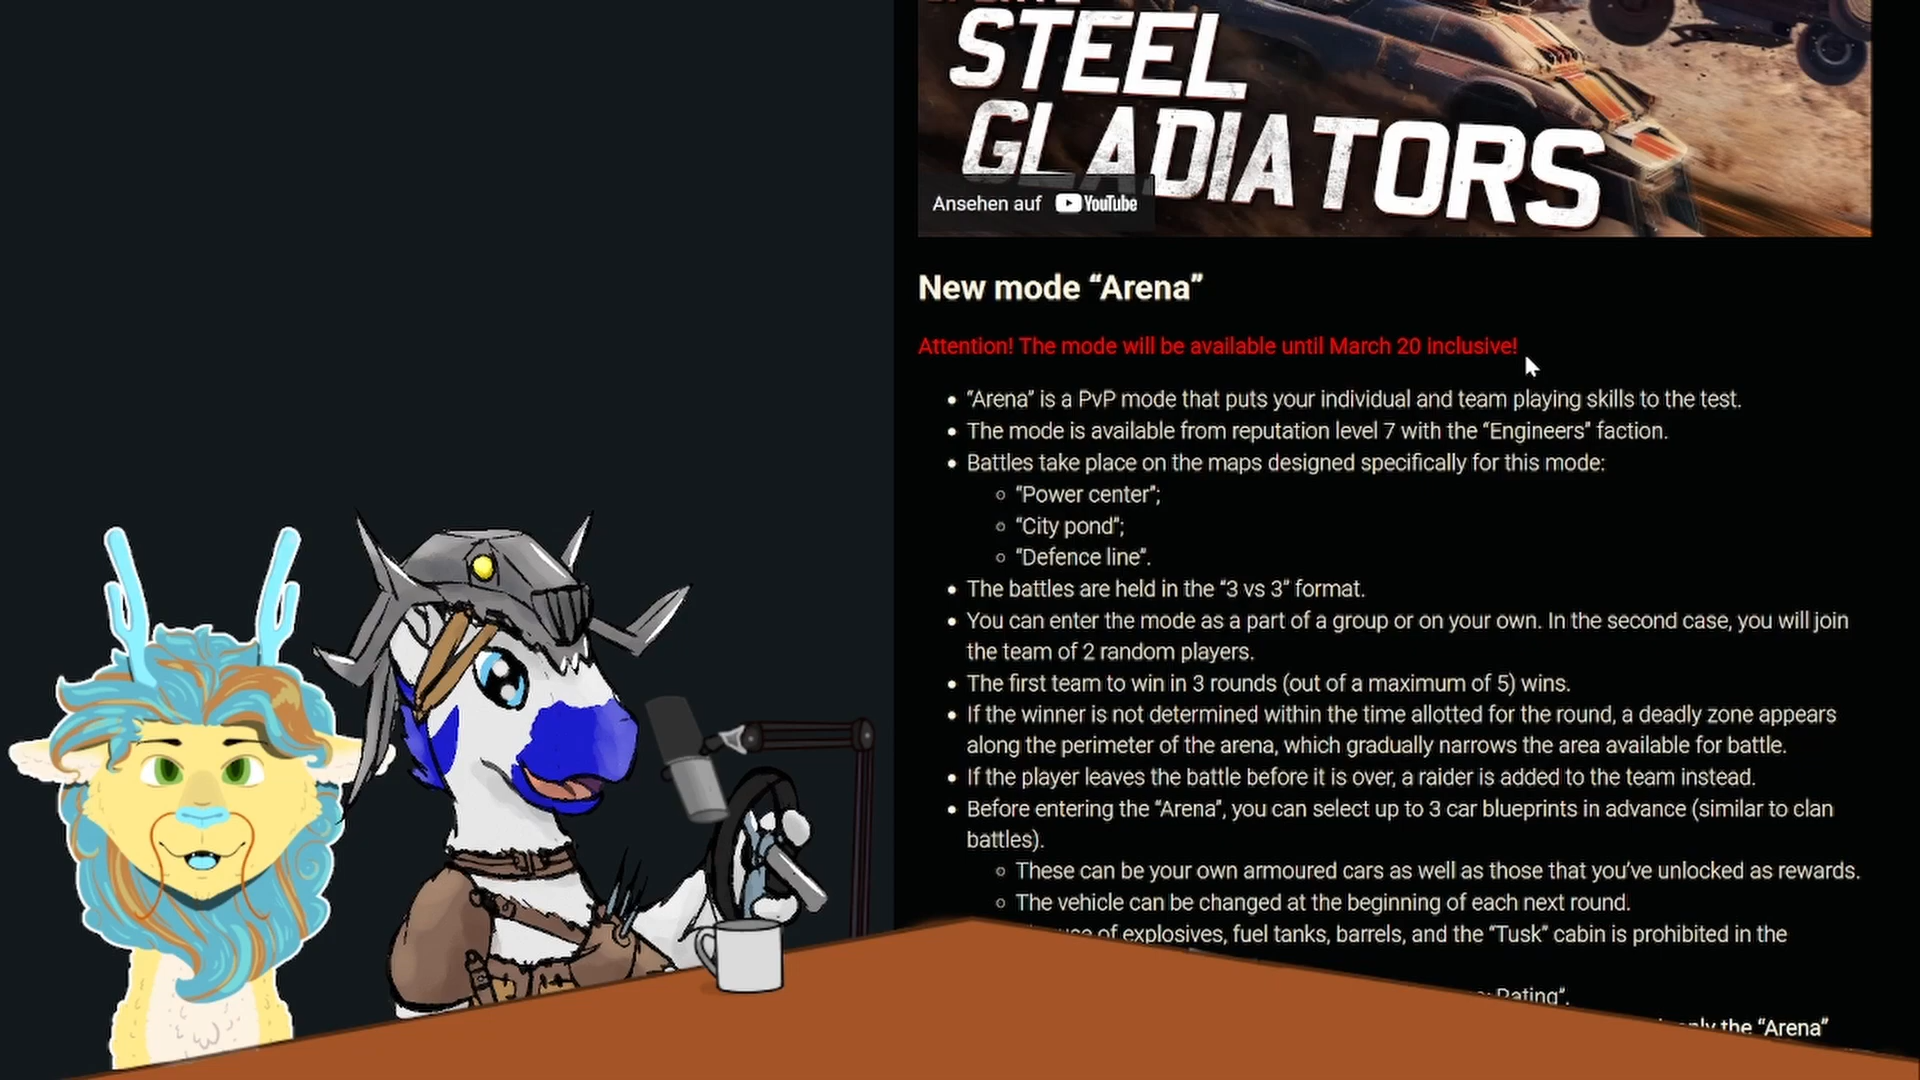 STEEL
GLADIATORS
Ansehen auf YouTube
New mode “Arena”
Attention! The mode will be available until March 20 inclusive!
“Arena” is a PvP mode that puts your individual and team playing skills to the test.
The mode is available from reputation level 7 with the “Engineers” faction.
Battles take place on the maps designed specifically for this mode:
“Power center”;
“City pond”;
“Defence line”.
The battles are held in the “3 vs 3” format.
You can enter the mode as a part of a group or on your own. In the second case, you will join
the team of 2 random players.
The first team to win in 3 rounds (out of a maximum of 5) wins.
If the winner is not determined within the time allotted for the round, a deadly zone appears
along the perimeter of the arena, which gradually narrows the area available for battle.
If the player leaves the battle before it is over, a raider is added to the team instead.
Before entering the “Arena”, you can select up to 3 car blueprints in advance (similar to clan
battles).
These can be your own armoured cars as well as those that you’ve unlocked as rewards.
The vehicle can be changed at the beginning of each next round.
of explosives, fuel tanks, barrels, and the “Tusk” cabin is prohibited in the
Rating”.
the “Arena”